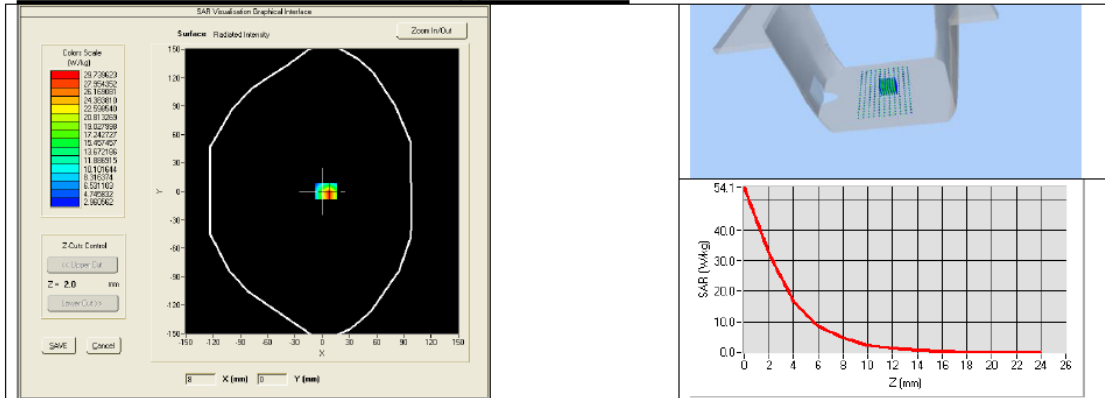 SAR Visualisation Graphical Interface
Surface Radiated Intensity
Zoom In/Out
Colors Scale
(W/kg)
29.739623
27.954352
26.169081
24.383810
22.598540
20.813269
19.027998
17.242727
15.457457
13.672186
11.886915
10.101644
8.316374
6.531103
4.745832
2.960562
150
120
90
60
30
0
-30
-60
-90
-120
-150
Y
-150 -120 -90 -60 -30 0 30 60 90 120 150
X
Z-Cuts Control
<< Upper Cut
Z = 2.0 mm
Lower Cut >>
SAVE Cancel
8 X (mm) 0 Y (mm)
54.1
40.0
30.0
20.0
10.0
0.0
SAR (W/kg)
0 2 4 6 8 10 12 14 16 18 20 22 24 26
Z (mm)